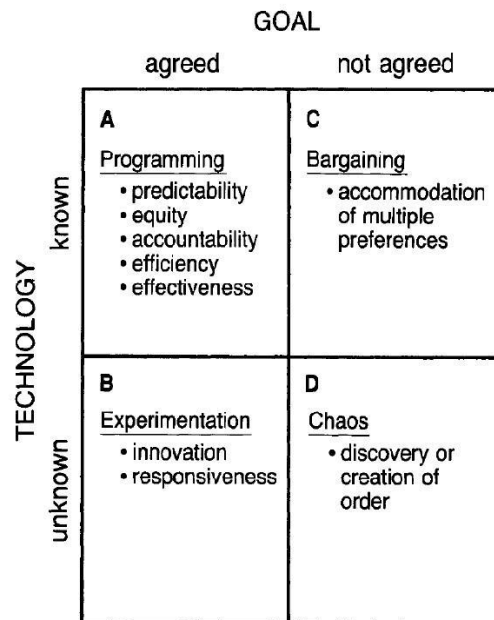 GOAL
agreed
not agreed
TECHNOLOGY
known
A
Programming
• predictability
• equity
• accountability
• efficiency
• effectiveness
C
Bargaining
• accommodation
of multiple
preferences
unknown
B
Experimentation
• innovation
• responsiveness
D
Chaos
• discovery or
creation of
order